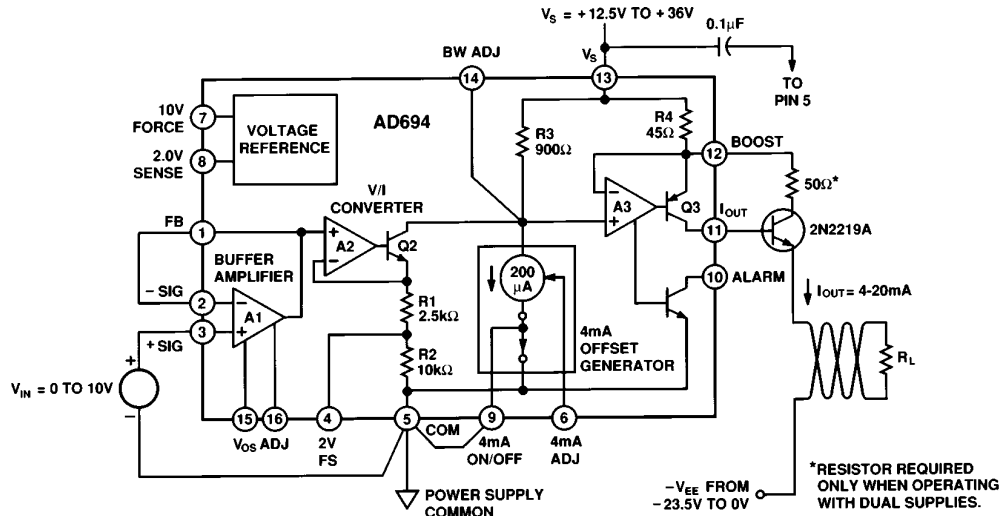 VS = +12.5V TO +36V
0.1µF
BW ADJ
VS
14
13
TO
PIN 5
10V
FORCE
7
VOLTAGE
REFERENCE
AD694
R3
900Ω
R4
45Ω
BOOST
12
2.0V
SENSE
8
50Ω*
V/I
CONVERTER
A3
Q3
IOUT
FB
1
A2
Q2
11
2N2219A
BUFFER
AMPLIFIER
200
µA
10
ALARM
– SIG
2
R1
2.5kΩ
IOUT = 4-20mA
A1
3
+SIG
4mA
OFFSET
GENERATOR
R2
10kΩ
RL
+
VIN = 0 TO 10V
–
15
16
4
5
COM
9
6
VOS ADJ
2V
FS
4mA
ON/OFF
4mA
ADJ
*RESISTOR REQUIRED
ONLY WHEN OPERATING
WITH DUAL SUPPLIES.
–VEE FROM
–23.5V TO 0V
POWER SUPPLY
COMMON